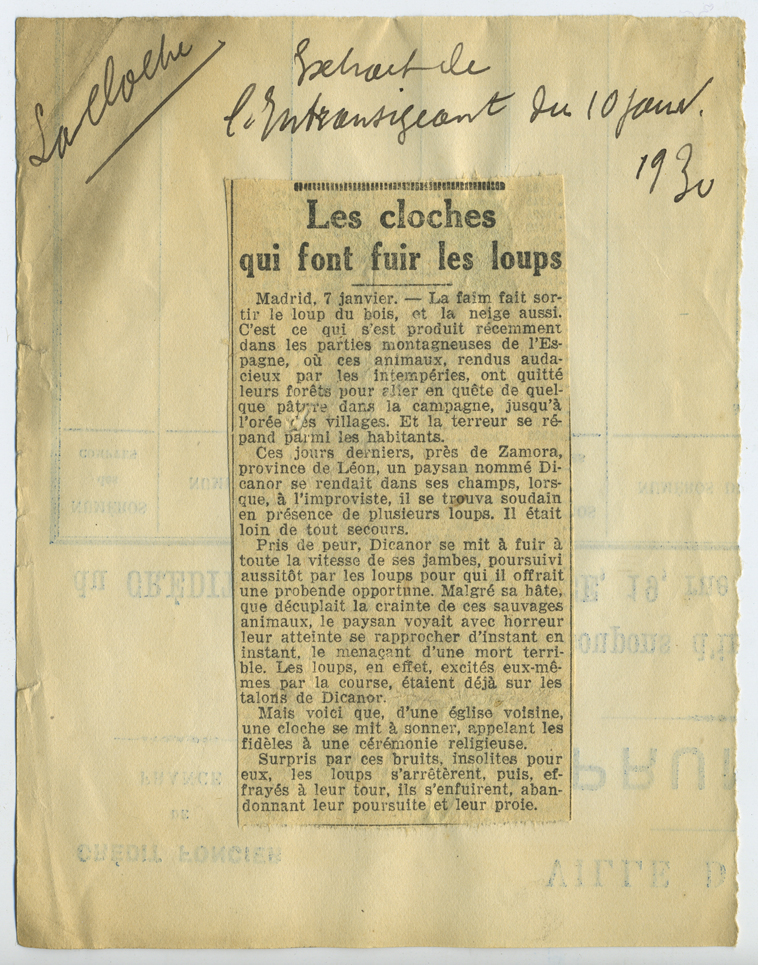 La Cloche
Extrait de
l'Intransigeant du 10 Janv.
1930
Les cloches
qui font fuir les loups
Madrid, 7 janvier. — La faim fait sor-
tir le loup du bois, et la neige aussi.
C'est ce qui s'est produit récemment
dans les parties montagneuses de l'Es-
pagne, où ces animaux, rendus auda-
cieux par les intempéries, ont quitté
leurs forêts pour aller en quête de quel-
que pâture dans la campagne, jusqu'à
l'orée des villages. Et la terreur se ré-
pand parmi les habitants.
Ces jours derniers, près de Zamora,
province de Léon, un paysan nommé Di-
canor se rendait dans ses champs, lors-
que, à l'improviste, il se trouva soudain
en présence de plusieurs loups. Il était
loin de tout secours.
Pris de peur, Dicanor se mit à fuir à
toute la vitesse de ses jambes, poursuivi
aussitôt par les loups pour qui il offrait
une probende opportune. Malgré sa hâte,
que décuplait la crainte de ces sauvages
animaux, le paysan voyait avec horreur
leur atteinte se rapprocher d'instant en
instant, le menaçant d'une mort terri-
ble. Les loups, en effet, excités eux-mê-
mes par la course, étaient déjà sur les
talons de Dicanor.
Mais voici que, d'une église voisine,
une cloche se mit à sonner, appelant les
fidèles à une cérémonie religieuse.
Surpris par ces bruits, insolites pour
eux, les loups s'arrêtèrent, puis, ef-
frayés à leur tour, ils s'enfuirent, aban-
donnant leur poursuite et leur proie.
du CRÉDIT
E, 19, rue
FRANCE
DE
CRÉDIT FONCIER
PRUN
VILLE D